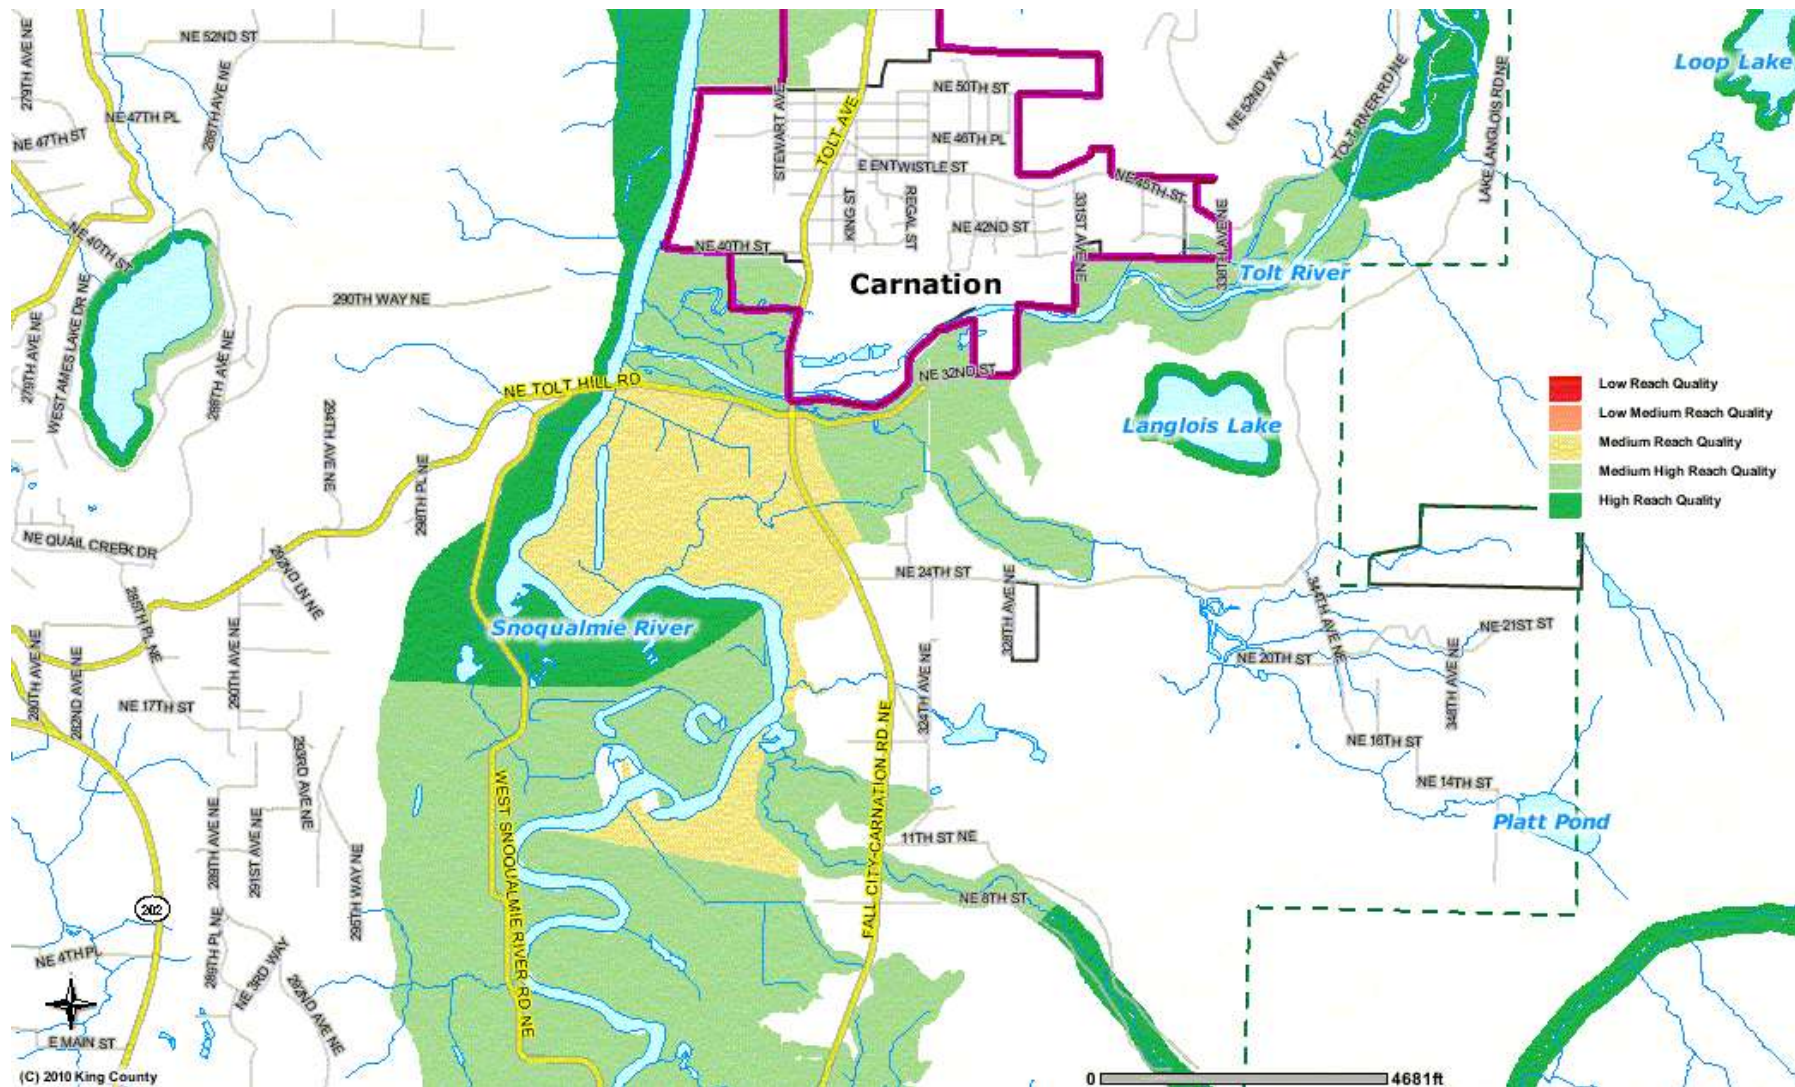 NE 52ND ST
279TH AVE NE
288TH AVE NE
NE 47TH PL
NE 47TH ST
NE 40TH ST
WEST AMES LAKE DR NE
279TH AVE NE
288TH AVE NE
290TH WAY NE
STEWART AVE
TOLT AVE
NE 50TH ST
NE 46TH PL
E ENTWISTLE ST
KING ST
REGAL ST
NE 42ND ST
331ST AVE NE
NE 45TH ST
338TH AVE NE
NE 40TH ST
NE 52ND WAY
TOLT RIVER RD NE
LAKE LANGLOIS RD NE
Loop Lake
Carnation
Tolt River
NE TOLT HILL RD
NE 32ND ST
Langlois Lake
Low Reach Quality
Low Medium Reach Quality
Medium Reach Quality
Medium High Reach Quality
High Reach Quality
294TH AVE NE
298TH PL NE
NE QUAIL CREEK DR
292ND LN NE
285TH PL NE
280TH AVE NE
282ND AVE NE
290TH AVE NE
NE 17TH ST
Snoqualmie River
NE 24TH ST
328TH AVE NE
324TH AVE NE
344TH AVE NE
NE 21ST ST
NE 20TH ST
348TH AVE NE
NE 16TH ST
NE 14TH ST
Platt Pond
293RD AVE NE
289TH AVE NE
291ST AVE NE
295TH WAY NE
WEST SNOQUALMIE RIVER RD NE
FALL CITY-CARNATION RD NE
11TH ST NE
NE 8TH ST
202
NE 4TH PL
289TH PL NE
NE 3RD WAY
292ND AVE NE
E MAIN ST
(C) 2010 King County
0 4681ft